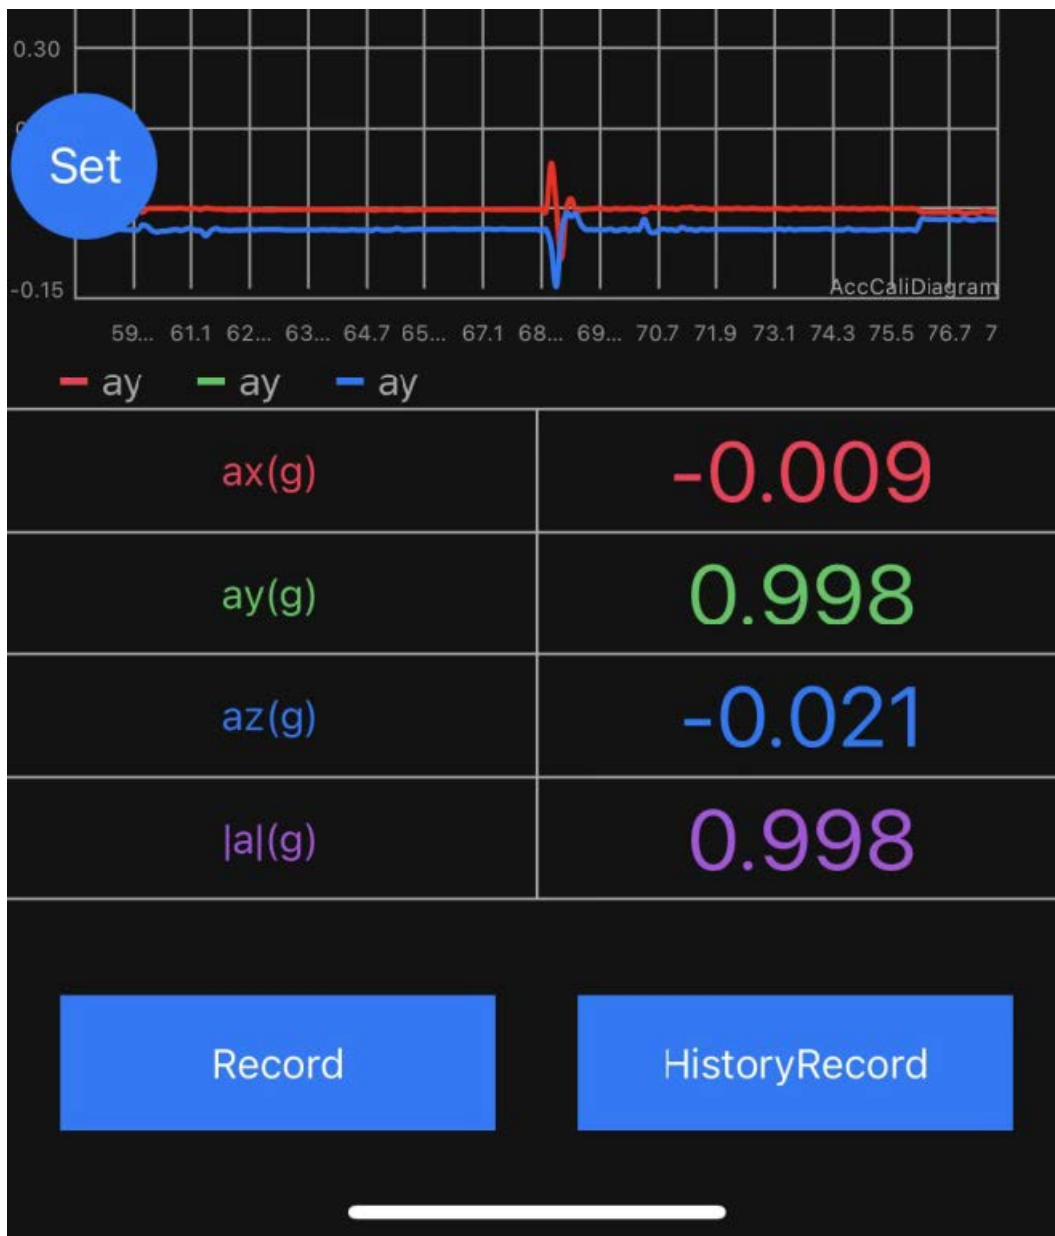 0.30
Set
-0.15
AccCaliDiagram
59... 61.1 62... 63... 64.7 65... 67.1 68... 69... 70.7 71.9 73.1 74.3 75.5 76.7 7
ay ay ay
ax(g) -0.009
ay(g) 0.998
az(g) -0.021
|a|(g) 0.998
Record HistoryRecord